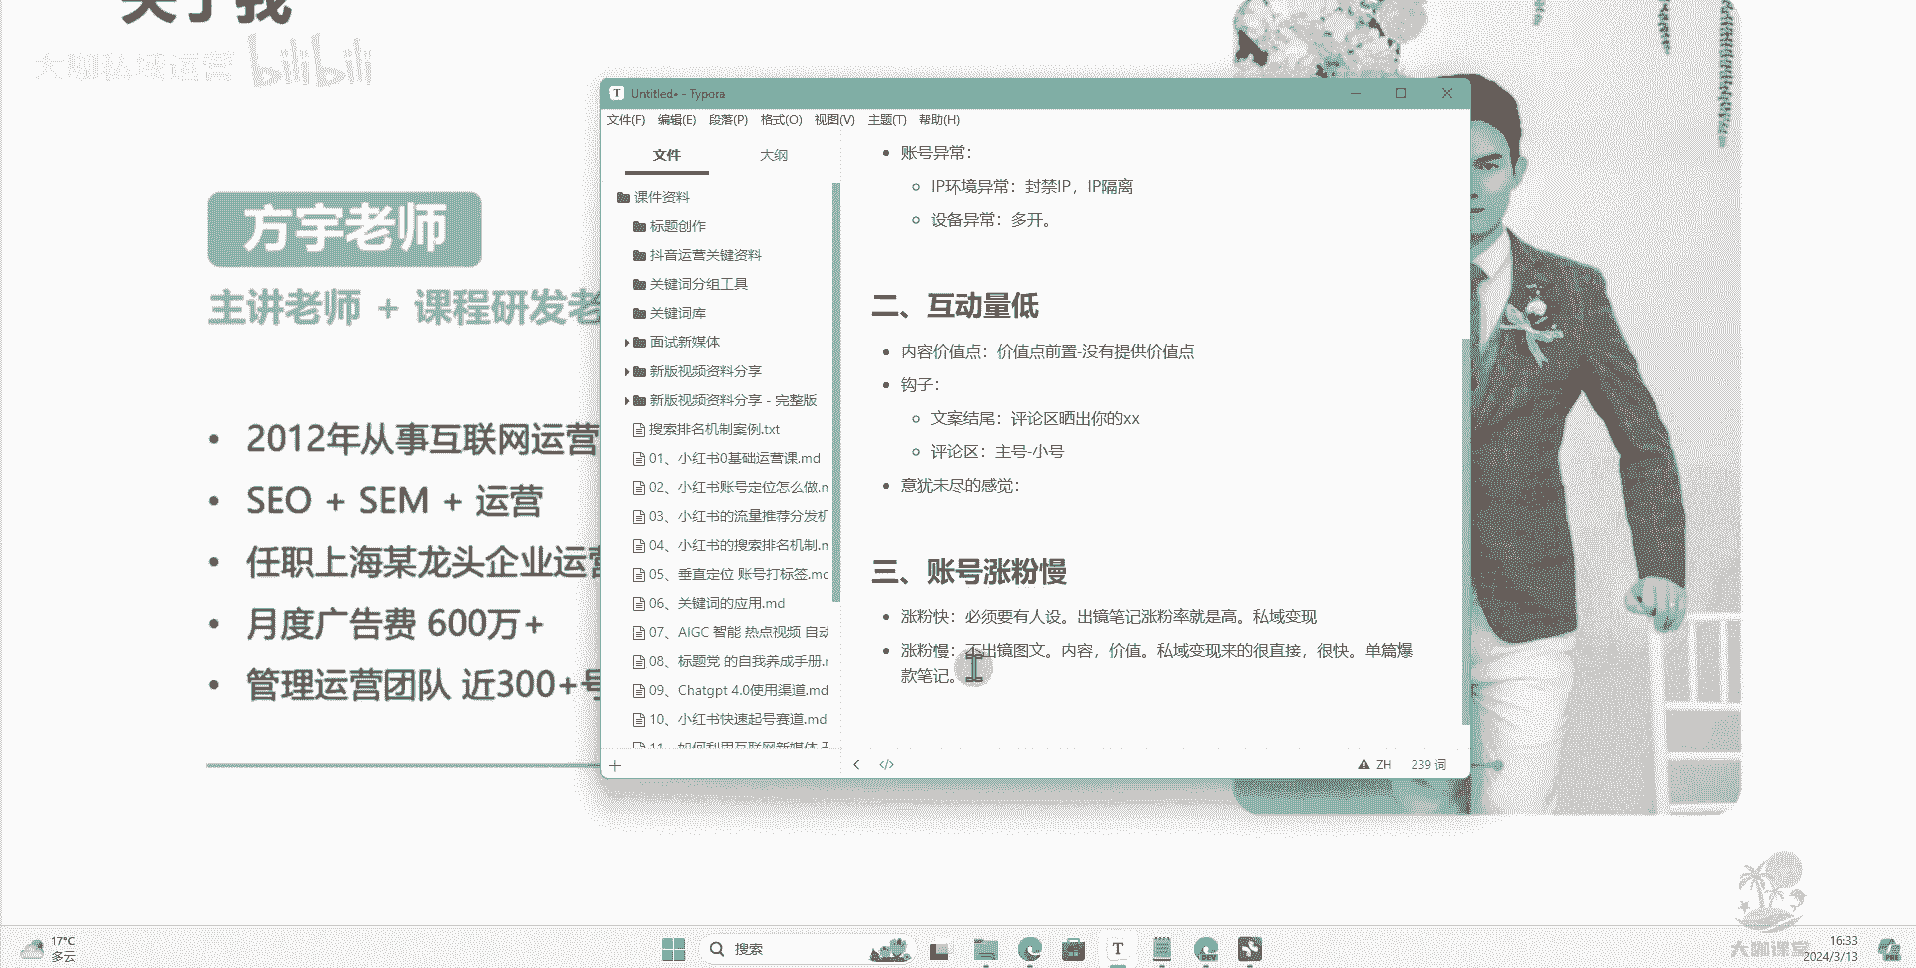 关于我
大咖私域运营 bilibili
方宇老师
主讲老师 + 课程研发老
• 2012年从事互联网运营
• SEO + SEM + 运营
• 任职上海某龙头企业运营
• 月度广告费 600万+
• 管理运营团队 近300+号
Untitled• - Typora
文件(F) 编辑(E) 段落(P) 格式(O) 视图(V) 主题(T) 帮助(H)
文件 大纲
课件资料
标题创作
抖音运营关键资料
关键词分组工具
关键词库
面试新媒体
新版视频资料分享
新版视频资料分享 - 完整版
搜索排名机制案例.txt
01、小红书0基础运营课.md
02、小红书账号定位怎么做.m
03、小红书的流量推荐分发机
04、小红书的搜索排名机制.m
05、垂直定位 账号打标签.md
06、关键词的应用.md
07、AIGC 智能 热点视频 自动
08、标题党 的自我养成手册.m
09、Chatgpt 4.0使用渠道.md
10、小红书快速起号赛道.md
11、如何利用互联网新媒体
• 账号异常：
IP环境异常：封禁IP，IP隔离
设备异常：多开。
二、互动量低
• 内容价值点：价值点前置-没有提供价值点
• 钩子：
文案结尾：评论区晒出你的xx
评论区：主号-小号
• 意犹未尽的感觉：
三、账号涨粉慢
• 涨粉快：必须要有人设。出镜笔记涨粉率就是高。私域变现
• 涨粉慢：不出镜图文。内容，价值。私域变现来的很直接，很快。单篇爆
款笔记。
ZH 239 词
大咖课堂
17°C
多云
搜索
16:33
2024/3/13